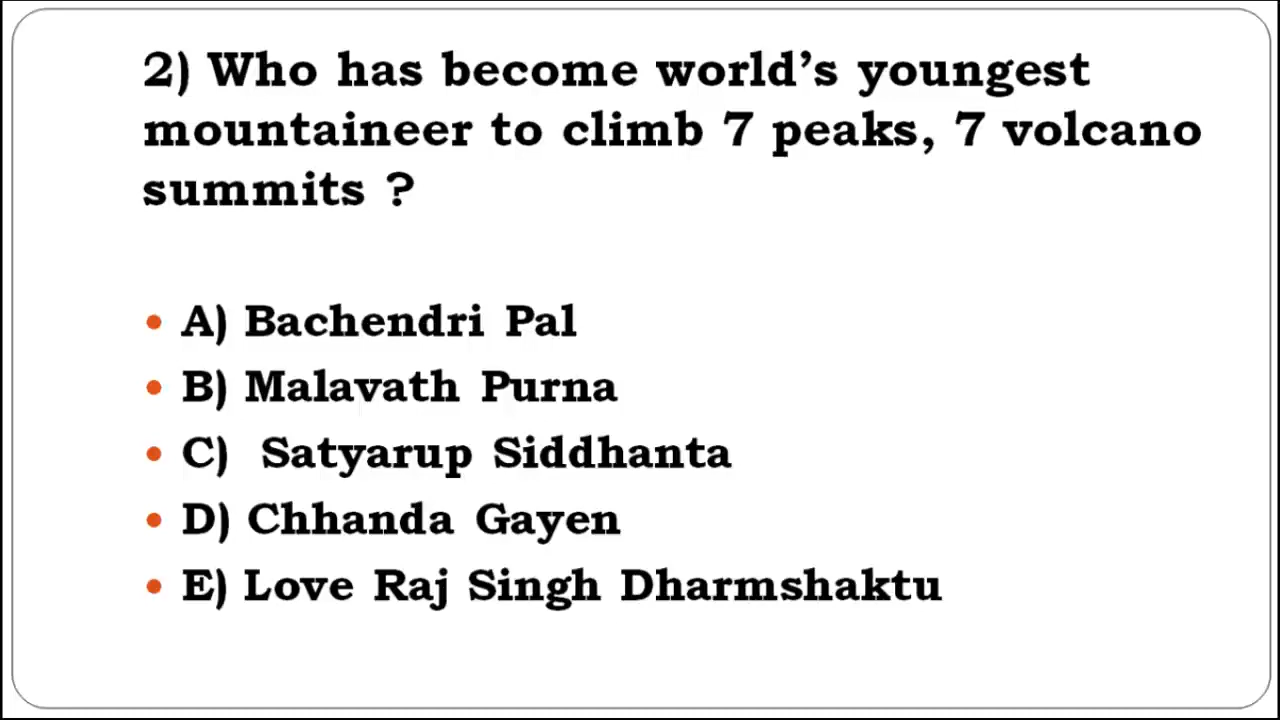 2) Who has become world’s youngest
mountaineer to climb 7 peaks, 7 volcano
summits ?
• A) Bachendri Pal
• B) Malavath Purna
• C)  Satyarup Siddhanta
• D) Chhanda Gayen
• E) Love Raj Singh Dharmshaktu